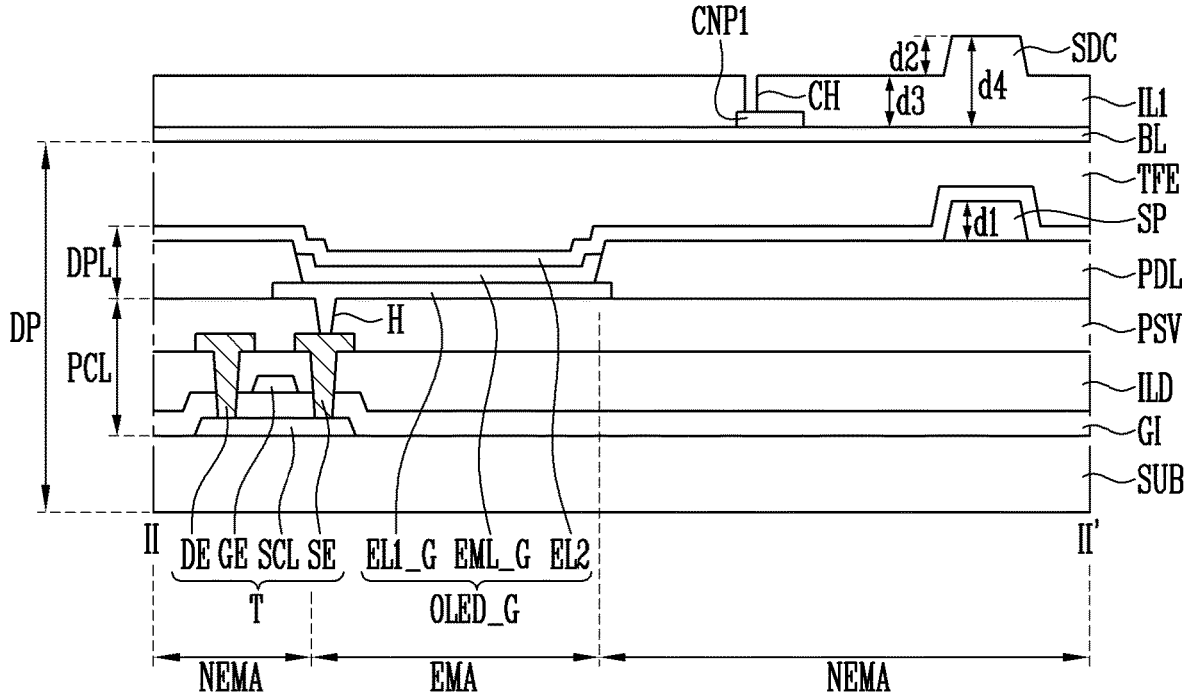 CNP1
SDC
d2
d4
d3
CH
IL1
BL
TFE
SP
d1
DPL
PDL
DP
H
PSV
PCL
ILD
GI
SUB
II
II'
DE GE SCL SE
EL1_G EML_G EL2
T
OLED_G
NEMA
EMA
NEMA